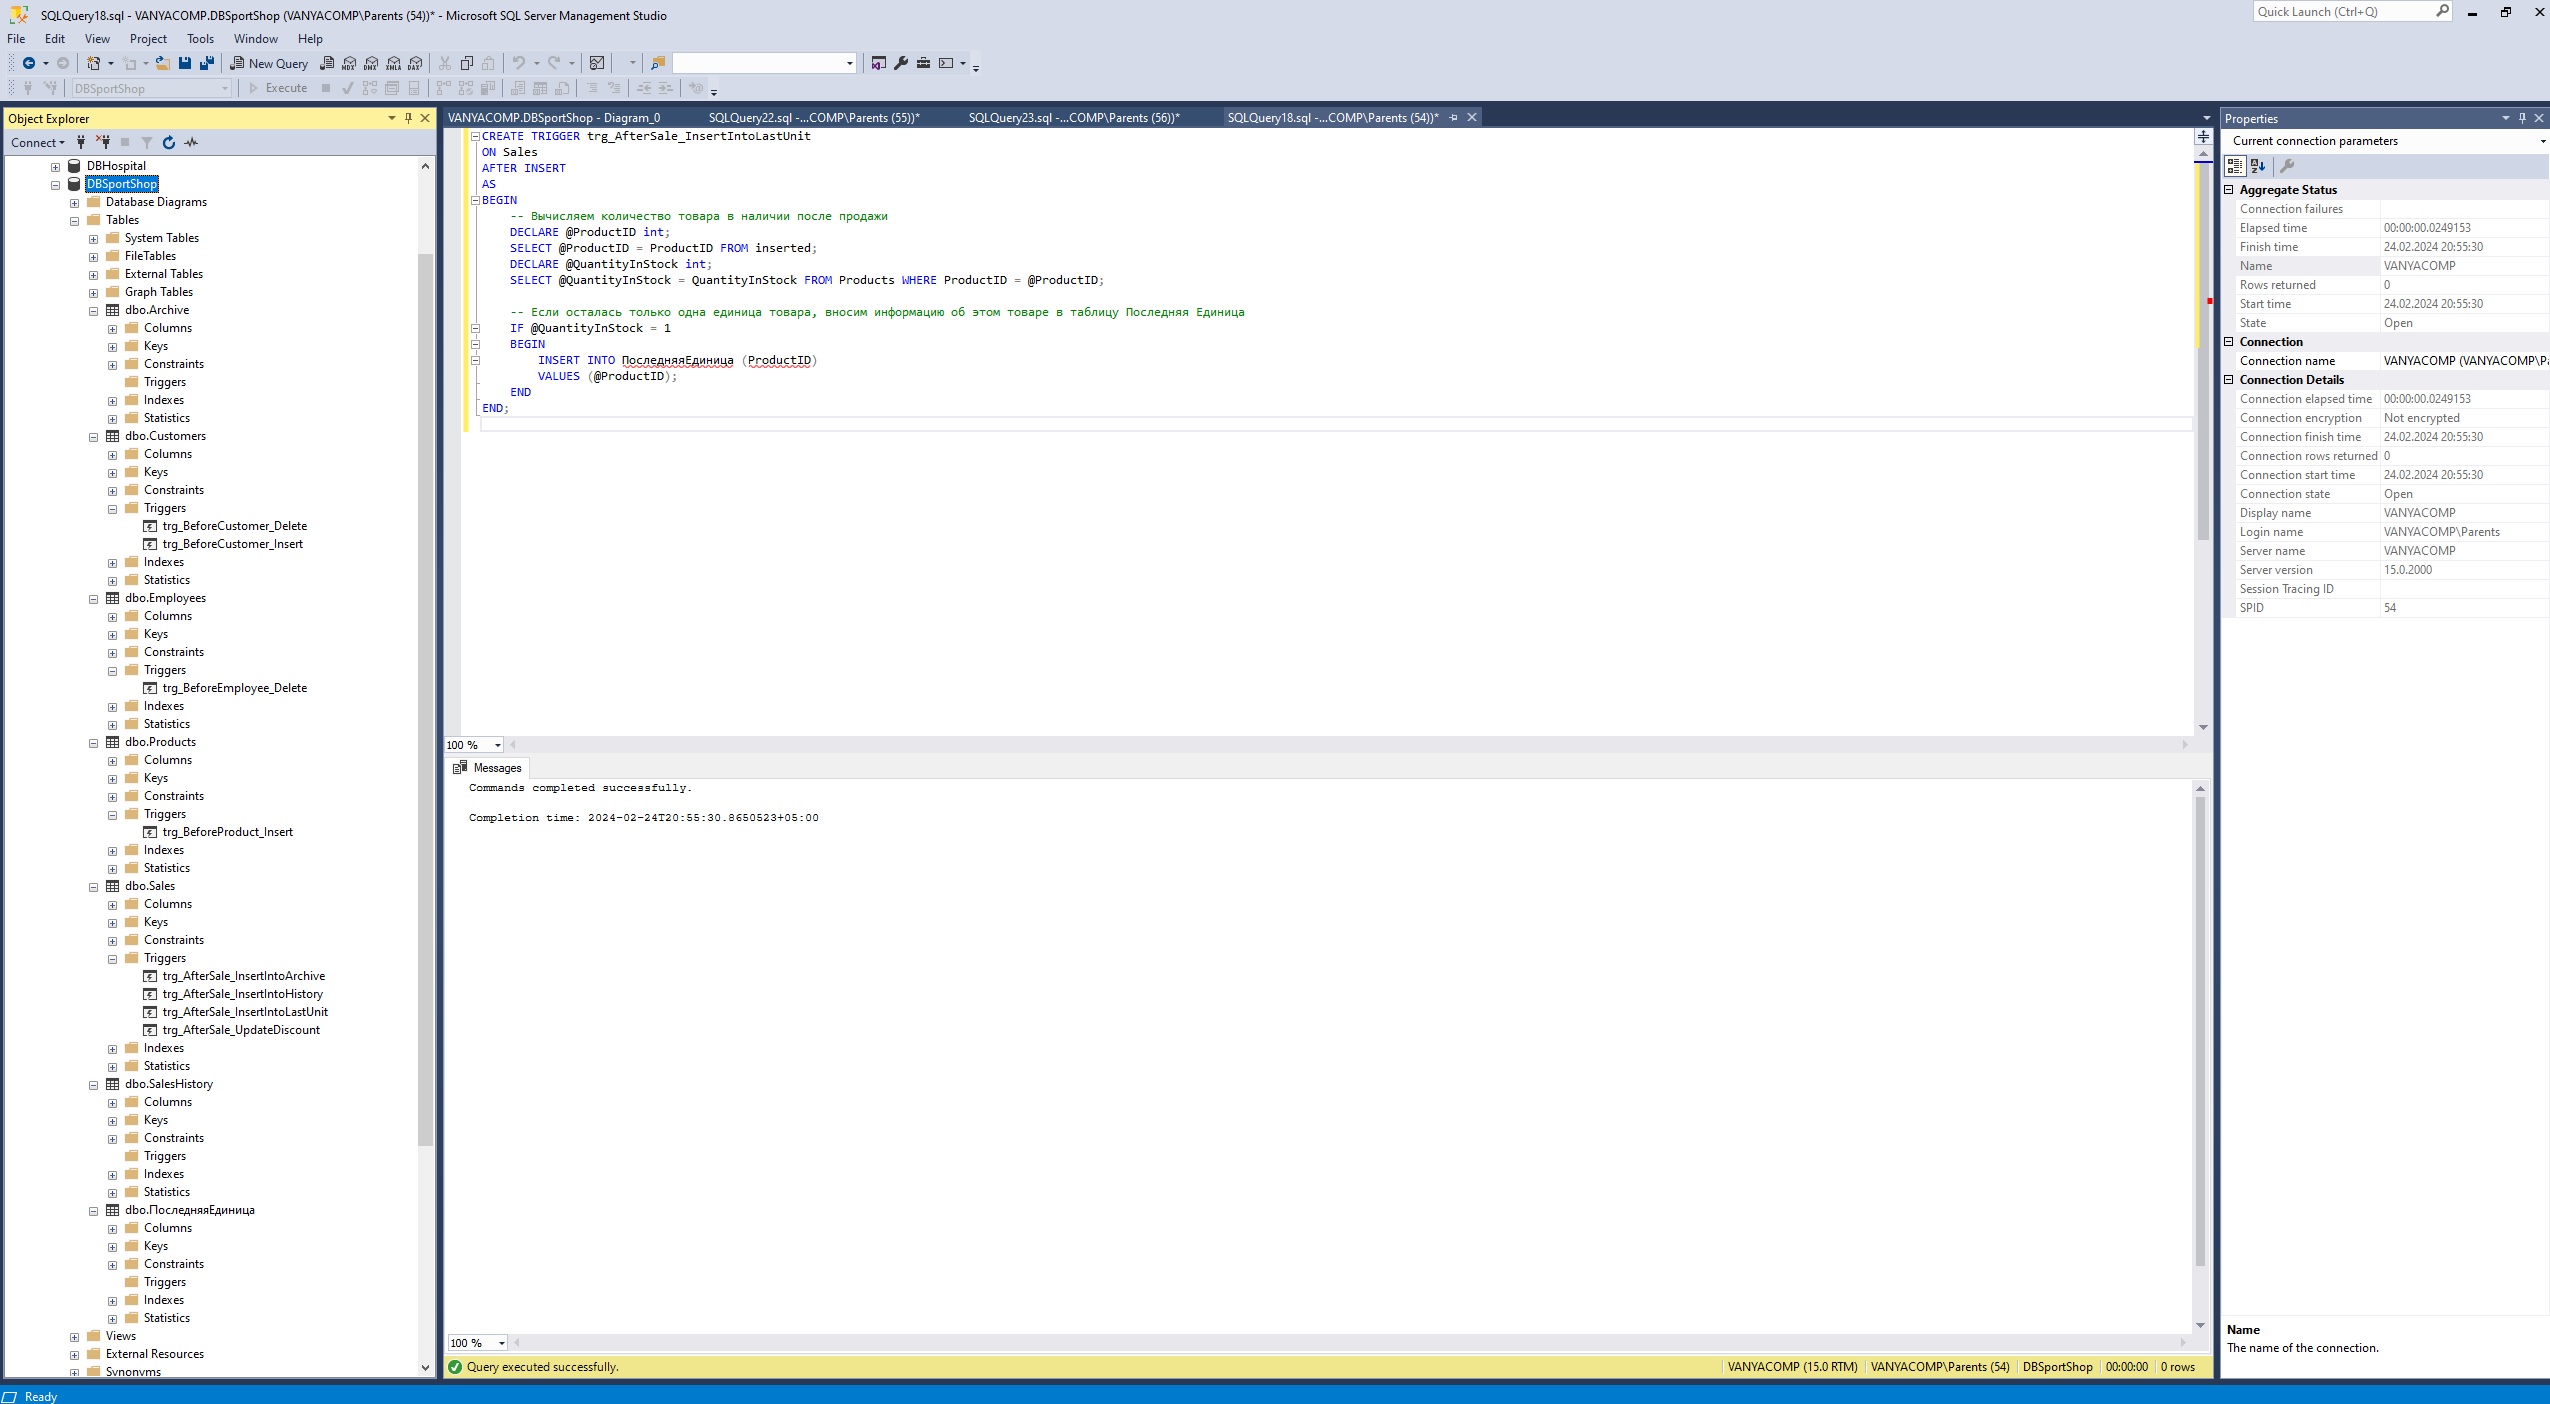 SQLQuery18.sql - VANYACOMP.DBSportShop (VANYACOMP\Parents (54))* - Microsoft SQL Server Management Studio
Quick Launch (Ctrl+Q)
File Edit View Project Tools Window Help
New Query
DBSportShop Execute
Object Explorer
Connect
DBHospital
DBSportShop
Database Diagrams
Tables
System Tables
FileTables
External Tables
Graph Tables
dbo.Archive
Columns
Keys
Constraints
Triggers
Indexes
Statistics
dbo.Customers
Columns
Keys
Constraints
Triggers
trg_BeforeCustomer_Delete
trg_BeforeCustomer_Insert
Indexes
Statistics
dbo.Employees
Columns
Keys
Constraints
Triggers
trg_BeforeEmployee_Delete
Indexes
Statistics
dbo.Products
Columns
Keys
Constraints
Triggers
trg_BeforeProduct_Insert
Indexes
Statistics
dbo.Sales
Columns
Keys
Constraints
Triggers
trg_AfterSale_InsertIntoArchive
trg_AfterSale_InsertIntoHistory
trg_AfterSale_InsertIntoLastUnit
trg_AfterSale_UpdateDiscount
Indexes
Statistics
dbo.SalesHistory
Columns
Keys
Constraints
Triggers
Indexes
Statistics
dbo.ПоследняяЕдиница
Columns
Keys
Constraints
Triggers
Indexes
Statistics
Views
External Resources
Synonyms
VANYACOMP.DBSportShop - Diagram_0 SQLQuery22.sql -...COMP\Parents (55))* SQLQuery23.sql -...COMP\Parents (56))* SQLQuery18.sql -...COMP\Parents (54))*
CREATE TRIGGER trg_AfterSale_InsertIntoLastUnit
ON Sales
AFTER INSERT
AS
BEGIN
-- Вычисляем количество товара в наличии после продажи
DECLARE @ProductID int;
SELECT @ProductID = ProductID FROM inserted;
DECLARE @QuantityInStock int;
SELECT @QuantityInStock = QuantityInStock FROM Products WHERE ProductID = @ProductID;
-- Если осталась только одна единица товара, вносим информацию об этом товаре в таблицу Последняя Единица
IF @QuantityInStock = 1
BEGIN
INSERT INTO ПоследняяЕдиница (ProductID)
VALUES (@ProductID);
END
END;
100 %
Messages
Commands completed successfully.
Completion time: 2024-02-24T20:55:30.8650523+05:00
100 %
Query executed successfully. VANYACOMP (15.0 RTM) VANYACOMP\Parents (54) DBSportShop 00:00:00 0 rows
Properties
Current connection parameters
Aggregate Status
Connection failures
Elapsed time 00:00:00.0249153
Finish time 24.02.2024 20:55:30
Name VANYACOMP
Rows returned 0
Start time 24.02.2024 20:55:30
State Open
Connection
Connection name VANYACOMP (VANYACOMP\Pa
Connection Details
Connection elapsed time 00:00:00.0249153
Connection encryption Not encrypted
Connection finish time 24.02.2024 20:55:30
Connection rows returned 0
Connection start time 24.02.2024 20:55:30
Connection state Open
Display name VANYACOMP
Login name VANYACOMP\Parents
Server name VANYACOMP
Server version 15.0.2000
Session Tracing ID
SPID 54
Name
The name of the connection.
Ready